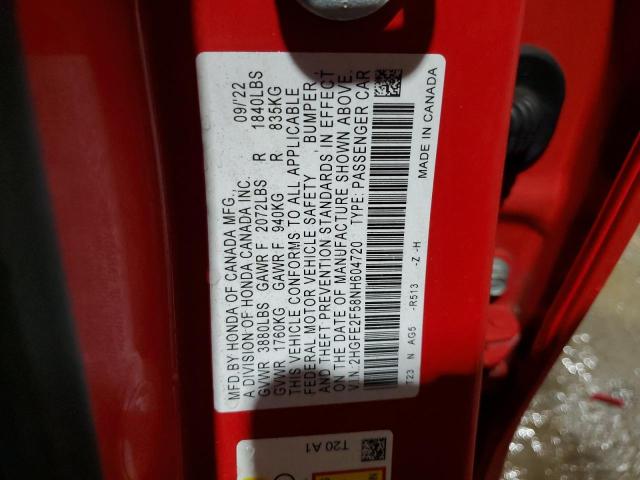 MFD.BY HONDA OF CANADA MFG., 09/'22
A DIVISION OF HONDA CANADA INC.
GVWR 3880LBS GAWR F 2072LBS R 1840LBS
GVWR 1760KG GAWR F 940KG R 835KG
THIS VEHICLE CONFORMS TO ALL APPLICABLE
FEDERAL MOTOR VEHICLE SAFETY , BUMPER ,
AND THEFT PREVENTION STANDARDS IN EFFECT
ON THE DATE OF MANUFACTURE SHOWN ABOVE.
V.I.N.: 2HGFE2F58NH604720 TYPE: PASSENGER CAR
T23 N AG5 -R513 -Z -H
MADE IN CANADA
T20 A1